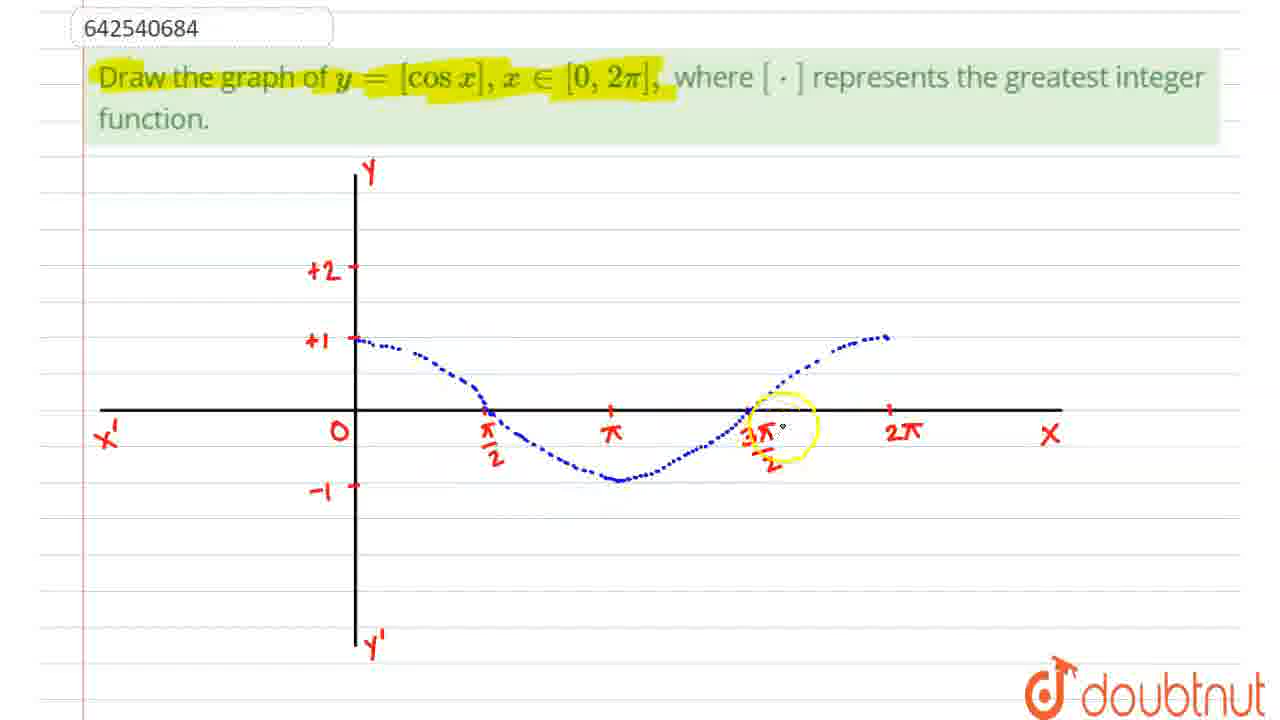 642540684
Draw the graph of y = [cos x], x ∈ [0, 2π], where [ · ] represents the greatest integer
function.
Y
+2
+1
X' 0 π/2 π 3π/2 2π X
-1
Y'
doubtnut